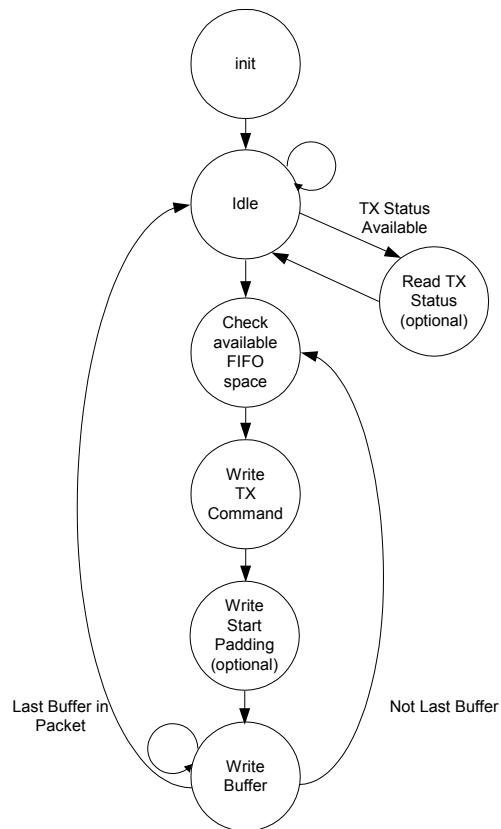 init
Idle
TX Status
Available
Read TX
Status
(optional)
Check
available
FIFO
space
Write
TX
Command
Write
Start
Padding
(optional)
Last Buffer in
Packet
Not Last Buffer
Write
Buffer